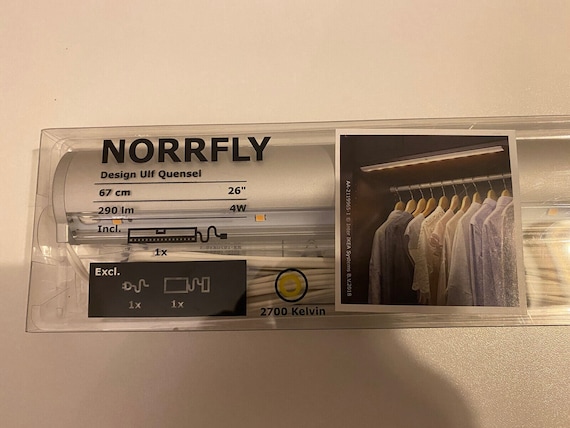 NORRFLY
Design Ulf Quensel
67 cm 26"
290 lm 4W
Incl.
1x
Excl.
1x 1x
2700 Kelvin